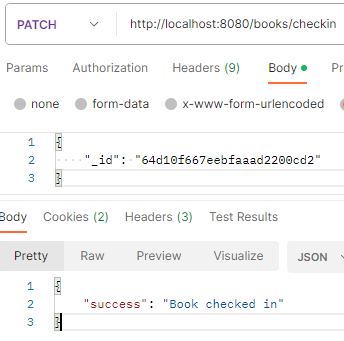 PATCH http://localhost:8080/books/checkin
Params Authorization Headers (9) Body
none form-data x-www-form-urlencoded
1 {
2 "_id": "64d10f667eebfaaad2200cd2"
3 }
Body Cookies (2) Headers (3) Test Results
Pretty Raw Preview Visualize JSON
1 {
2 "success": "Book checked in"
3 }